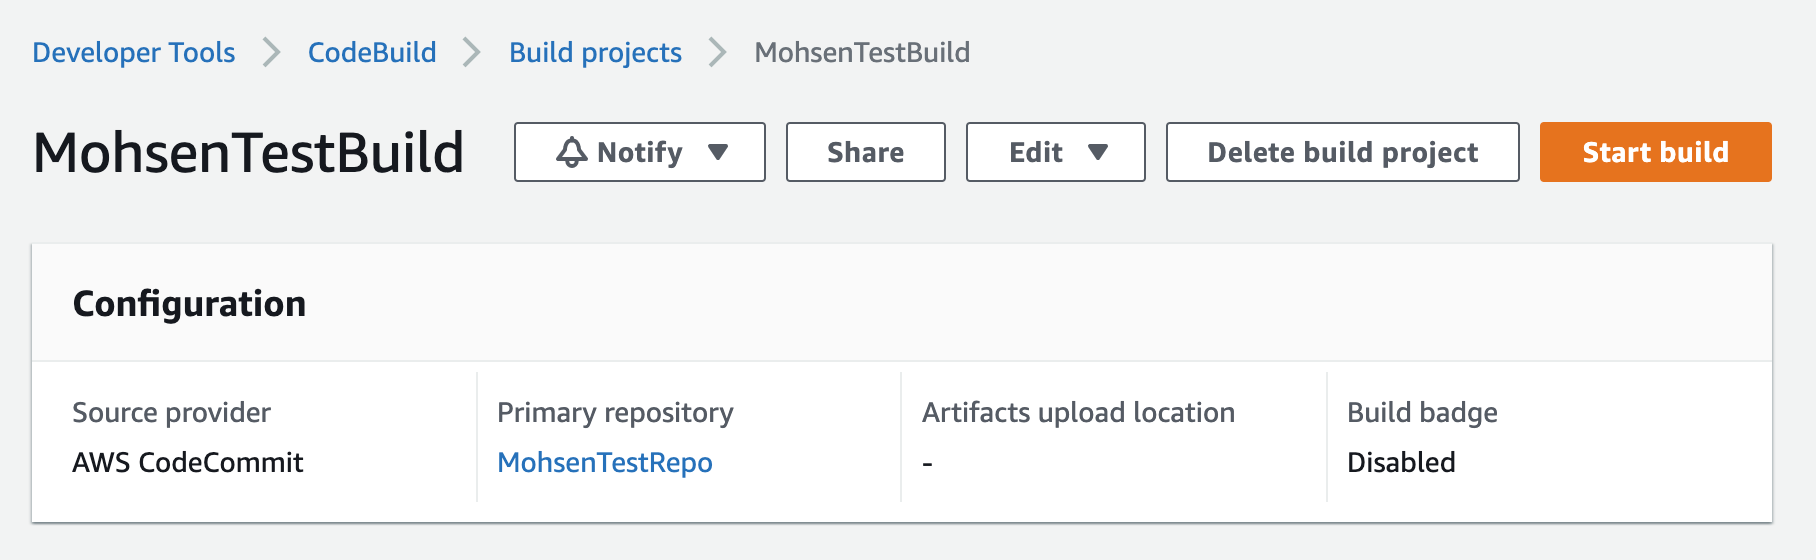 Developer Tools CodeBuild Build projects MohsenTestBuild
MohsenTestBuild Notify Share Edit Delete build project Start build
Configuration
Source provider Primary repository Artifacts upload location Build badge
AWS CodeCommit MohsenTestRepo - Disabled